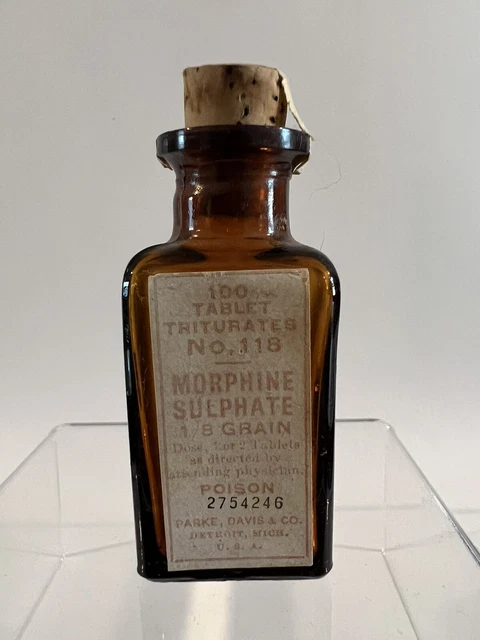 100
TABLET
TRITURATES
No. 118
MORPHINE
SULPHATE
1/8 GRAIN
Dose, 1 or 2 Tablets
as directed by
attending physician.
POISON
2754246
PARKE, DAVIS & CO.
DETROIT, MICH.
U. S. A.